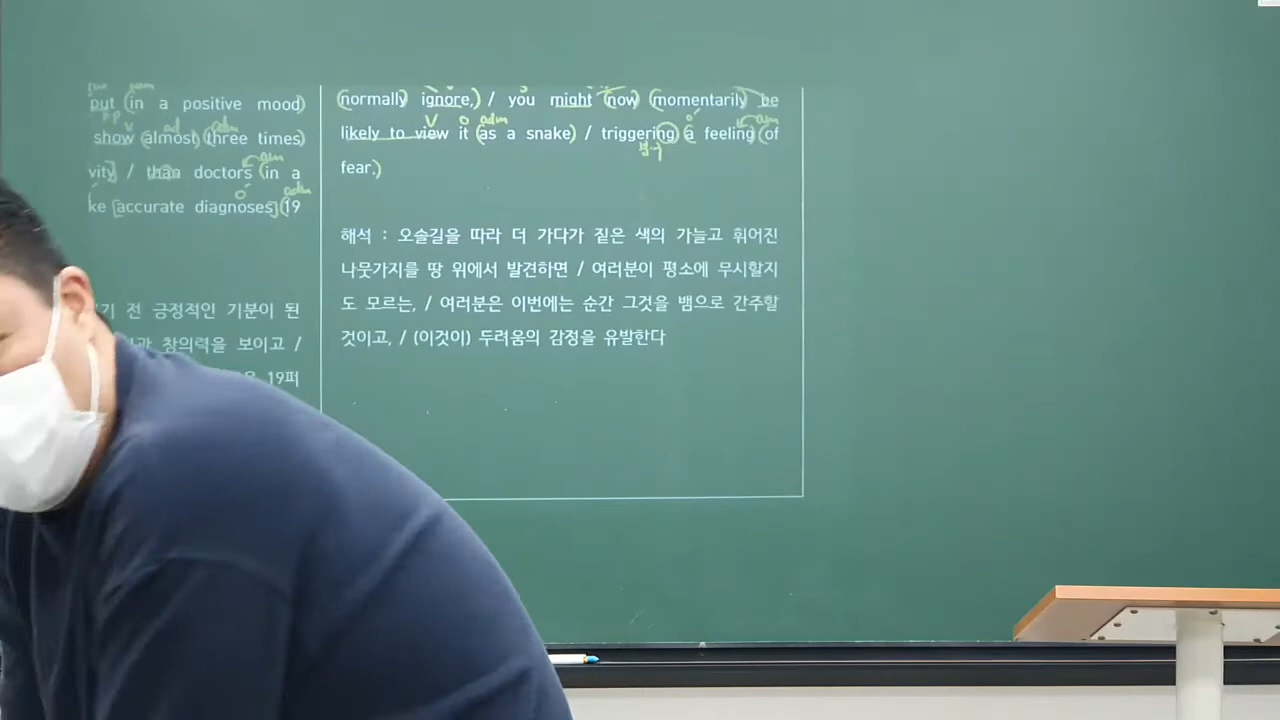 put (in a positive mood)
show (almost) (three times)
vity] / than doctors (in a
ke [accurate diagnoses] (19
기 전 긍정적인 기분이 된
창의력을 보이고 /
19퍼
(normally) ignore,) / you might (now) (momentarily) be
likely to view it (as a snake) / triggering) (a feeling) (of
fear.)
해석 : 오솔길을 따라 더 가다가 짙은 색의 가늘고 휘어진
나뭇가지를 땅 위에서 발견하면 / 여러분이 평소에 무시할지
도 모르는, / 여러분은 이번에는 순간 그것을 뱀으로 간주할
것이고, / (이것이) 두려움의 감정을 유발한다